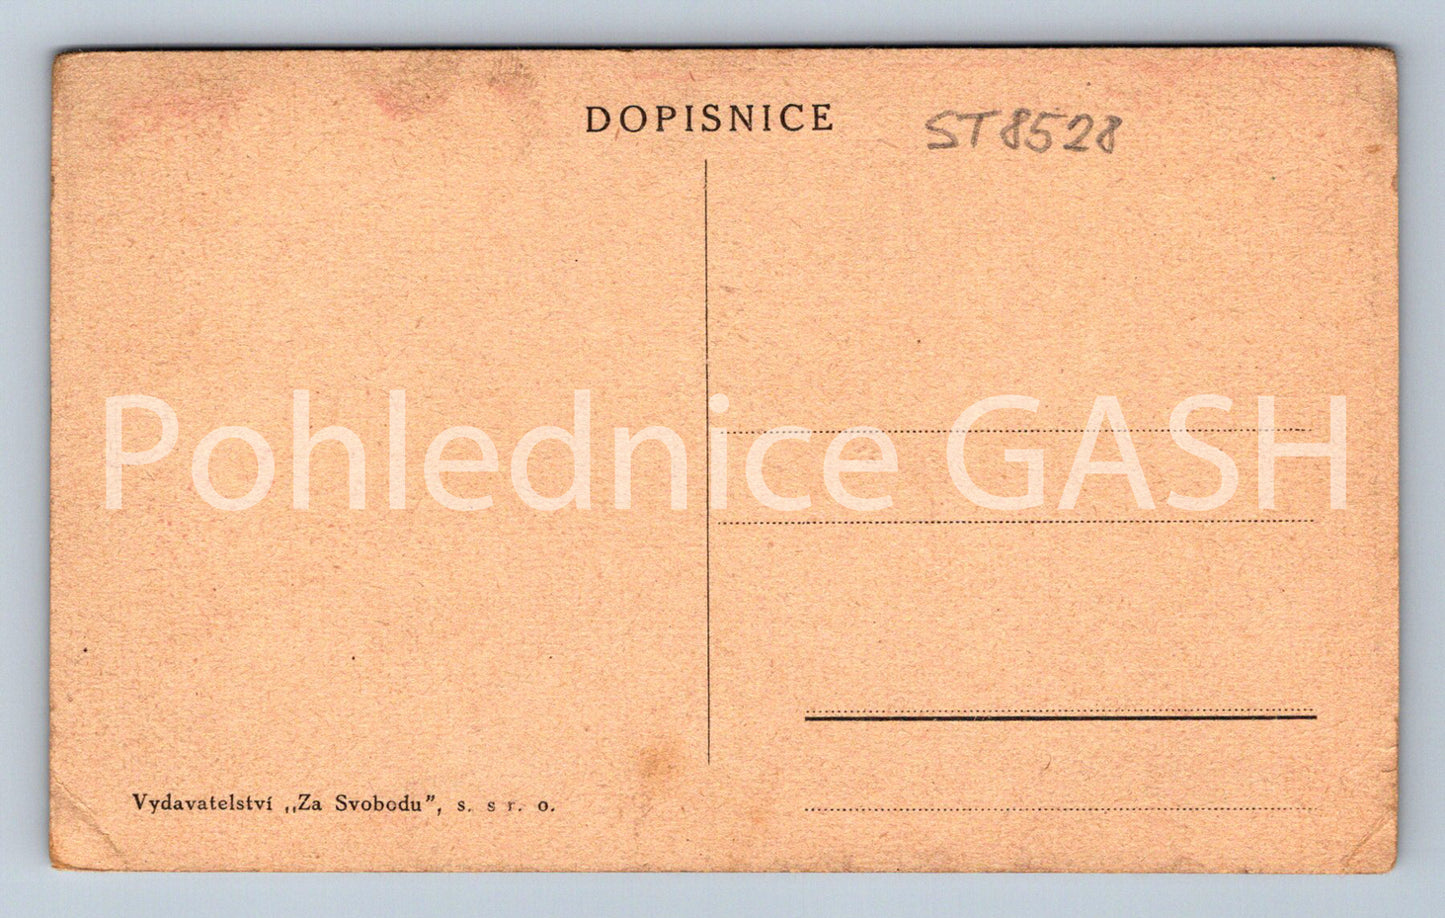 DOPISNICE
ST8528
Pohlednice GASH
Vydavatelství „Za Svobodu”, s. s r. o.